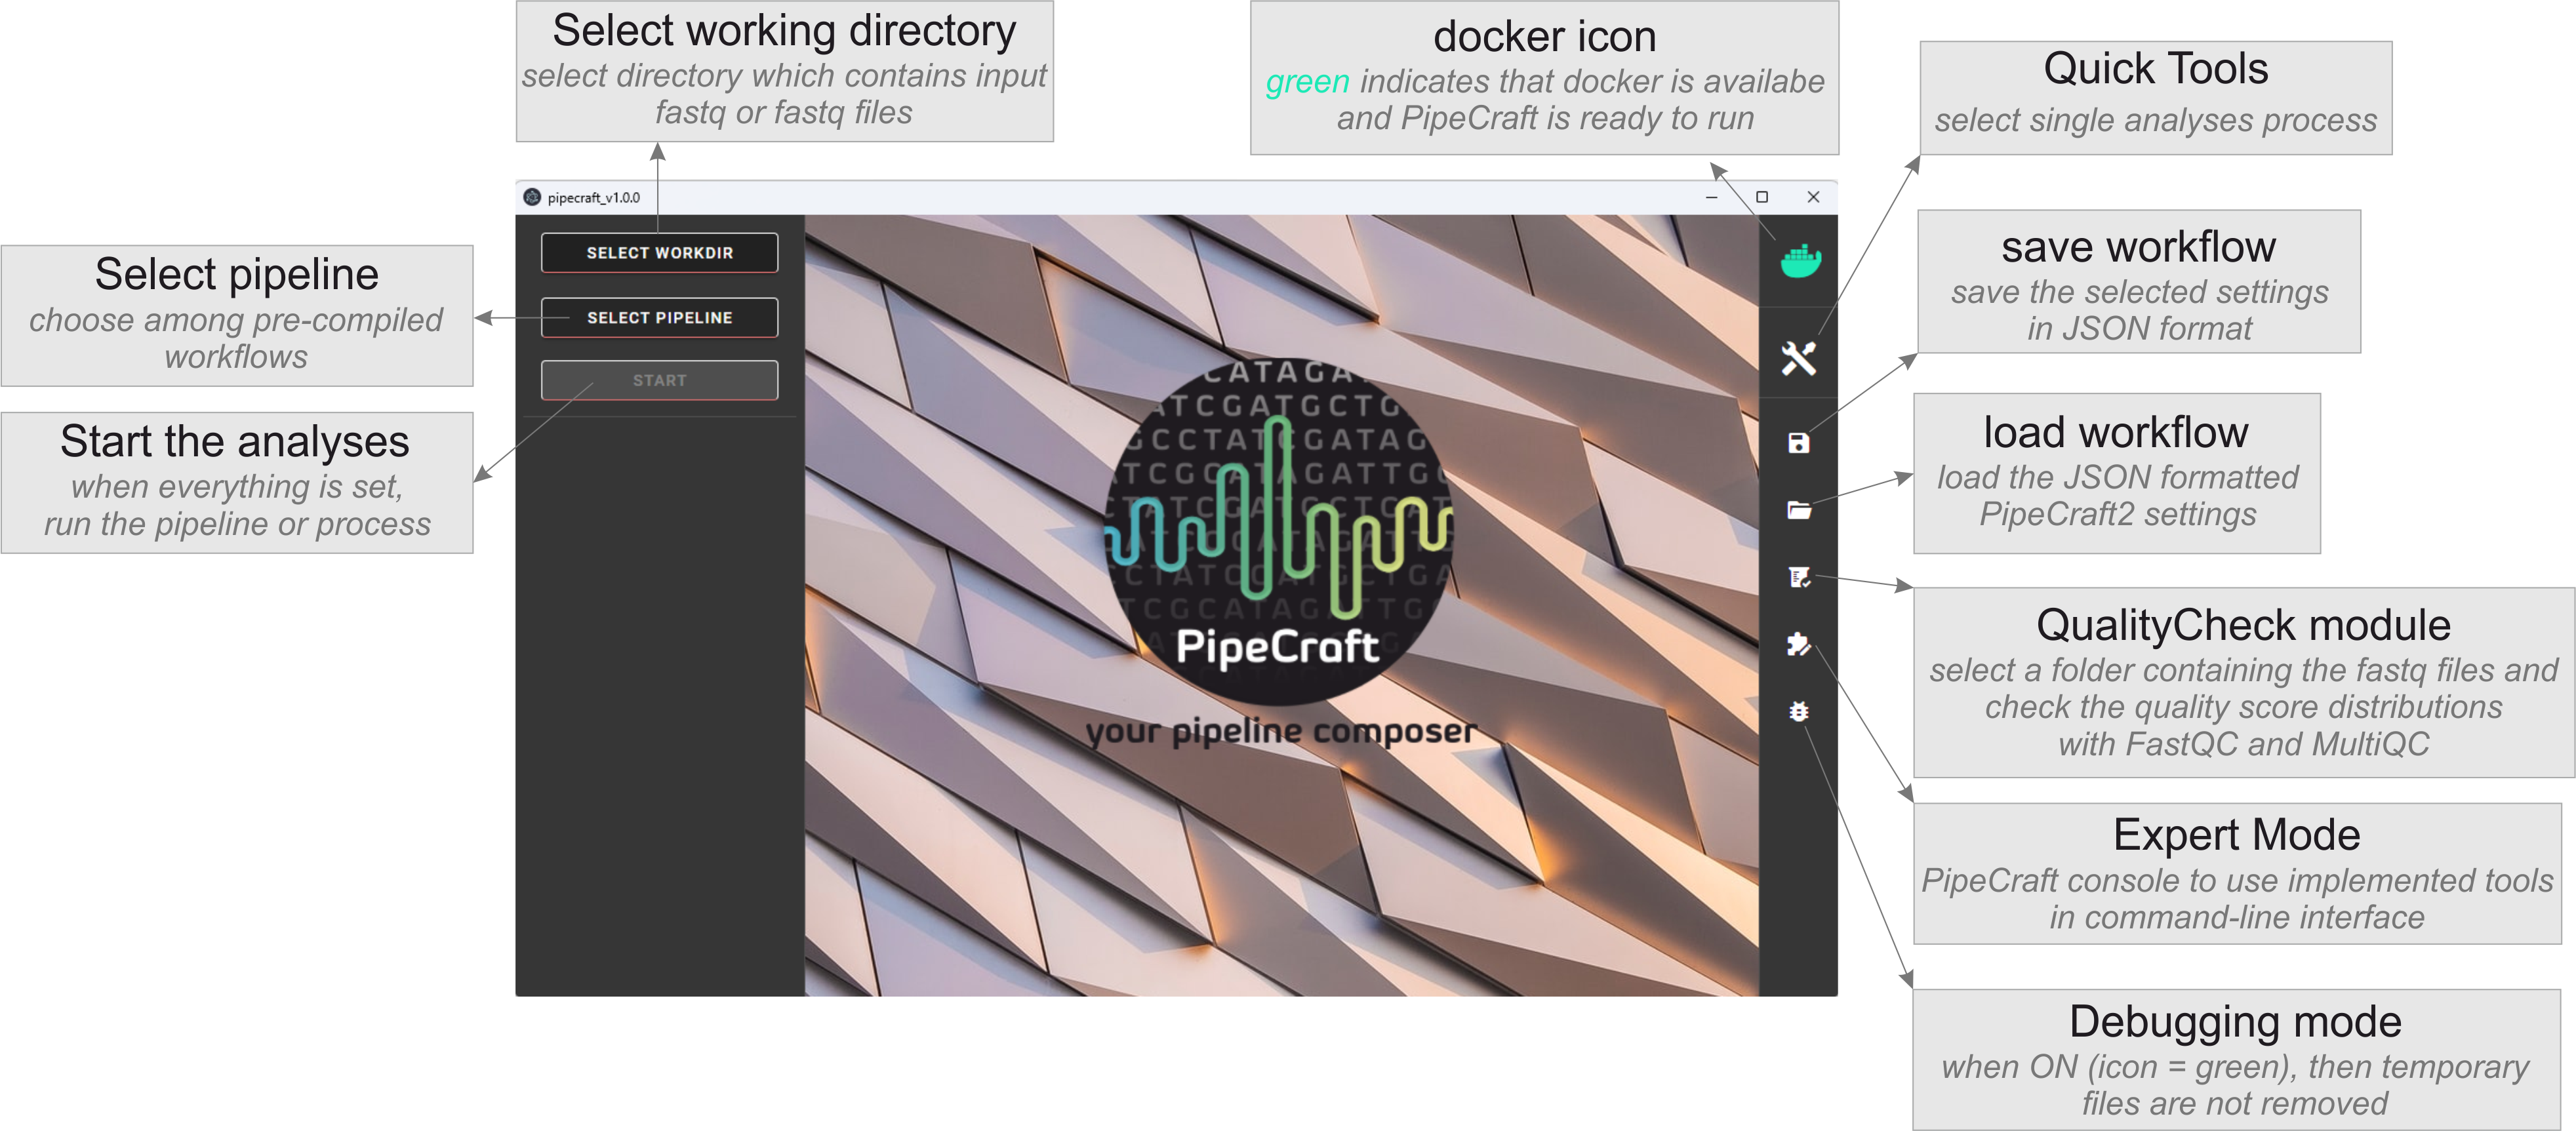 Select working directory
select directory which contains input
fastq or fastq files
docker icon
green indicates that docker is availabe
and PipeCraft is ready to run
Quick Tools
select single analyses process
pipecraft_v1.0.0
SELECT WORKDIR
SELECT PIPELINE
START
Select pipeline
choose among pre-compiled
workflows
Start the analyses
when everything is set,
run the pipeline or process
CATAGA
ATCGATGCTG
GCCTATCGATAG
PipeCraft
your pipeline composer
save workflow
save the selected settings
in JSON format
load workflow
load the JSON formatted
PipeCraft2 settings
QualityCheck module
select a folder containing the fastq files and
check the quality score distributions
with FastQC and MultiQC
Expert Mode
PipeCraft console to use implemented tools
in command-line interface
Debugging mode
when ON (icon = green), then temporary
files are not removed